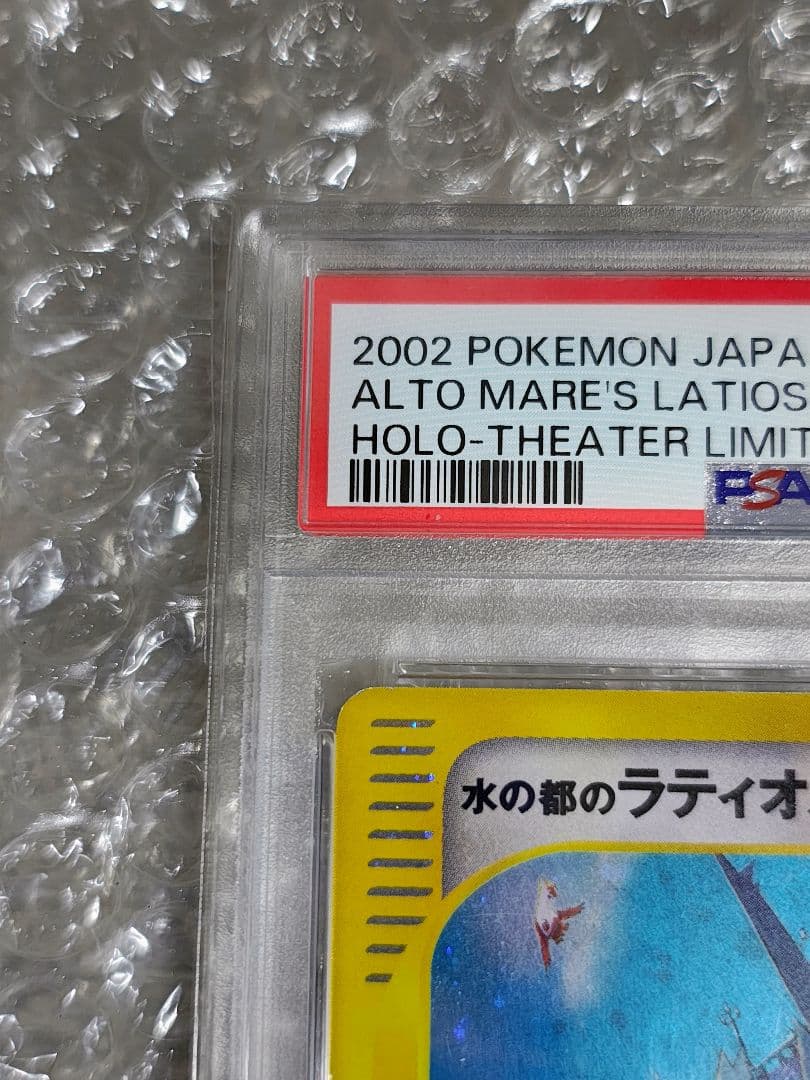 2002 POKEMON JAPA
ALTO MARE'S LATIOS
HOLO-THEATER LIMIT
PSA
水の都のラティオ